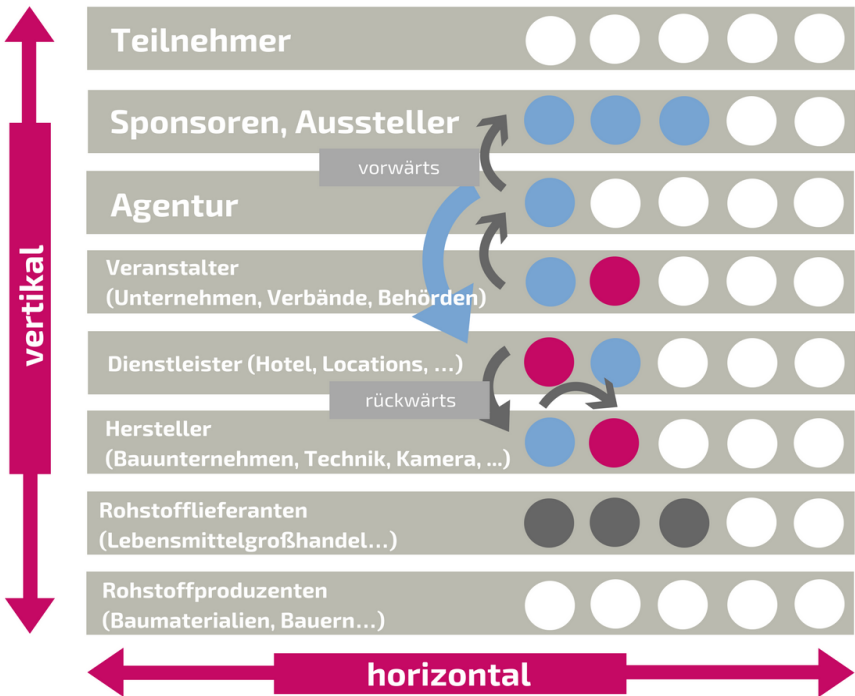 Teilnehmer
Sponsoren, Aussteller
vorwärts
Agentur
Veranstalter
(Unternehmen, Verbände, Behörden)
Dienstleister (Hotel, Locations, ...)
rückwärts
Hersteller
(Bauunternehmen, Technik, Kamera, ...)
Rohstofflieferanten
(Lebensmittelgroßhandel...)
Rohstoffproduzenten
(Baumaterialien, Bauern...)
vertikal
horizontal